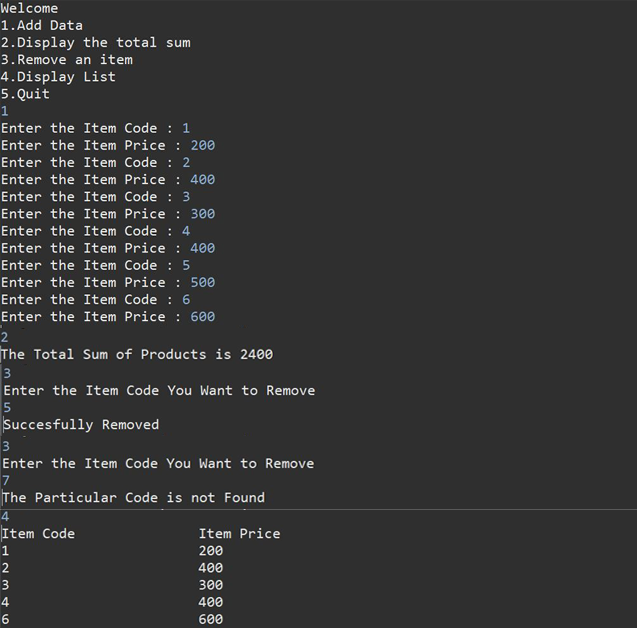 Welcome
1.Add Data
2.Display the total sum
3.Remove an item
4.Display List
5.Quit
1
Enter the Item Code : 1
Enter the Item Price : 200
Enter the Item Code : 2
Enter the Item Price : 400
Enter the Item Code : 3
Enter the Item Price : 300
Enter the Item Code : 4
Enter the Item Price : 400
Enter the Item Code : 5
Enter the Item Price : 500
Enter the Item Code : 6
Enter the Item Price : 600
2
The Total Sum of Products is 2400
3
Enter the Item Code You Want to Remove
5
Succesfully Removed
3
Enter the Item Code You Want to Remove
7
The Particular Code is not Found
4
Item Code Item Price
1 200
2 400
3 300
4 400
6 600